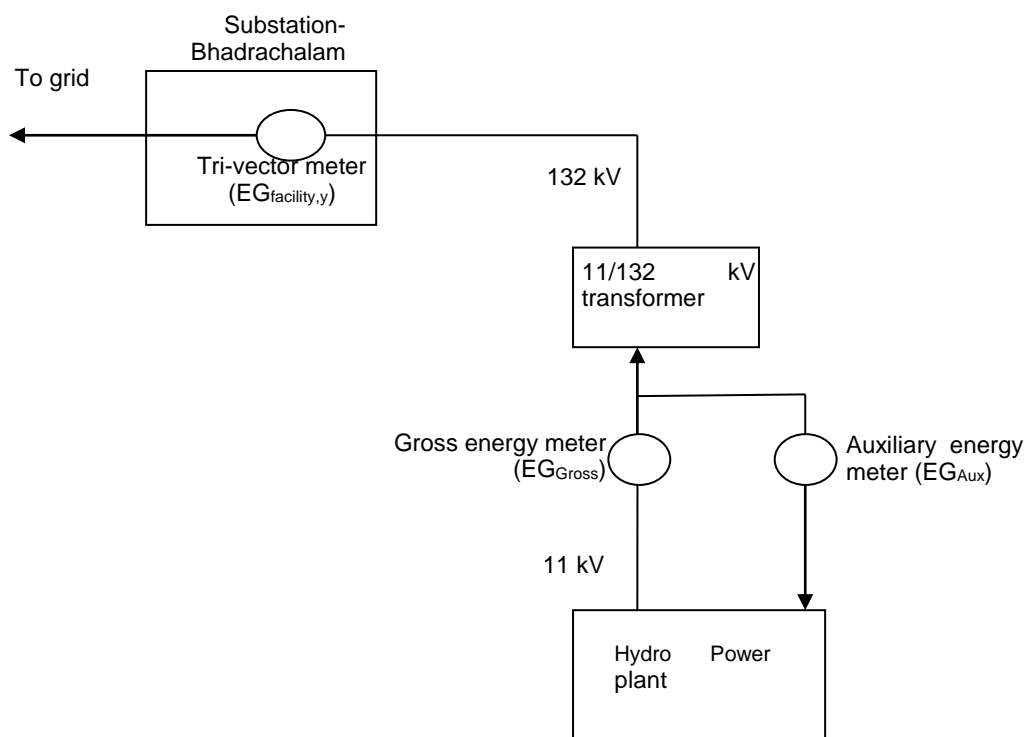 Substation-
Bhadrachalam
To grid
Tri-vector meter
(EGfacility,y)
132 kV
11/132 kV
transformer
Gross energy meter
(EGGross)
Auxiliary energy
meter (EGAux)
11 kV
Hydro Power
plant